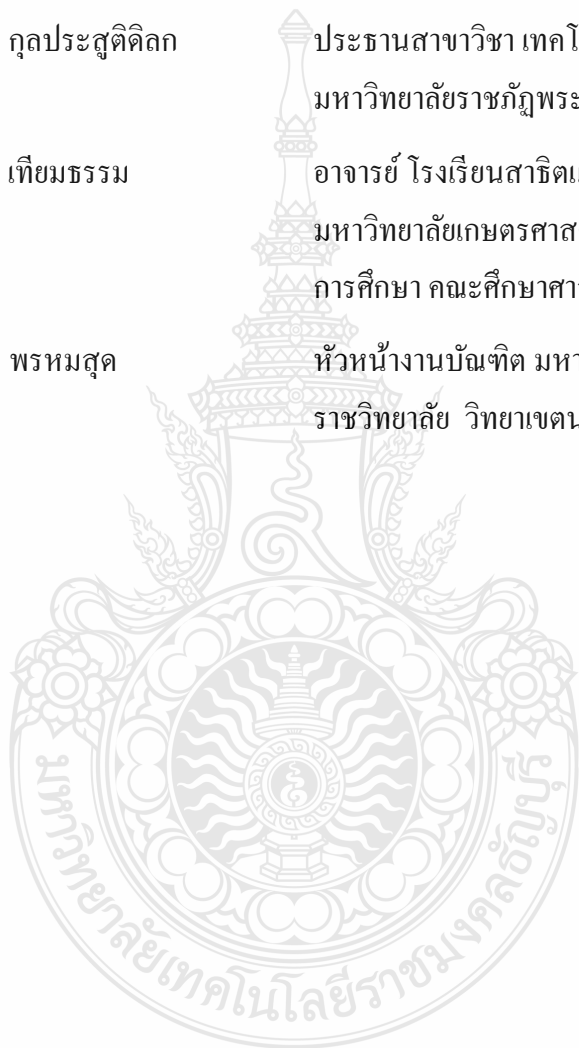 กุลประสูติดิลก ประธานสาขาวิชา เทคโ
มหาวิทยาลัยราชภัฏพระ
เทียมธรรม อาจารย์ โรงเรียนสาธิตแ
มหาวิทยาลัยเกษตรศาส
การศึกษา คณะศึกษาศา
พรหมสุด หัวหน้างานบัณฑิต มหา
ราชวิทยาลัย วิทยาเขตน
มหาวิทยาลัยเทคโนโลยีราชมงคลธัญบุรี